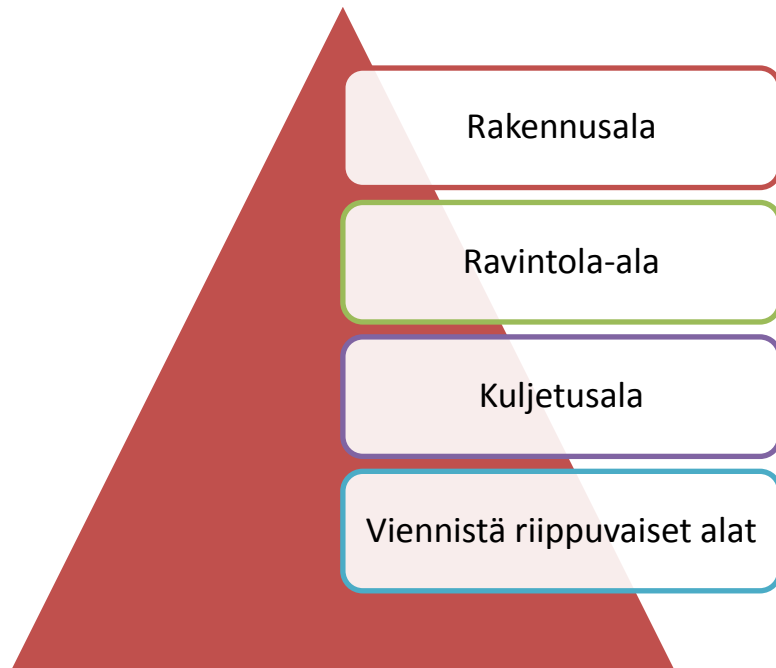 Rakennusala
Ravintola-ala
Kuljetusala
Viennistä riippuvaiset alat